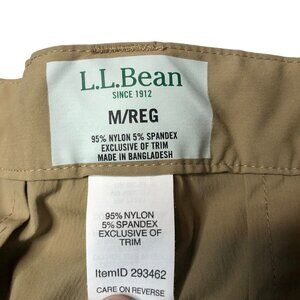 L.L.Bean
SINCE 1912
M/REG
95% NYLON 5% SPANDEX
EXCLUSIVE OF TRIM
MADE IN BANGLADESH
95% NYLON
5% SPANDEX
EXCLUSIVE OF
TRIM
ItemID 293462
CARE ON REVERSE